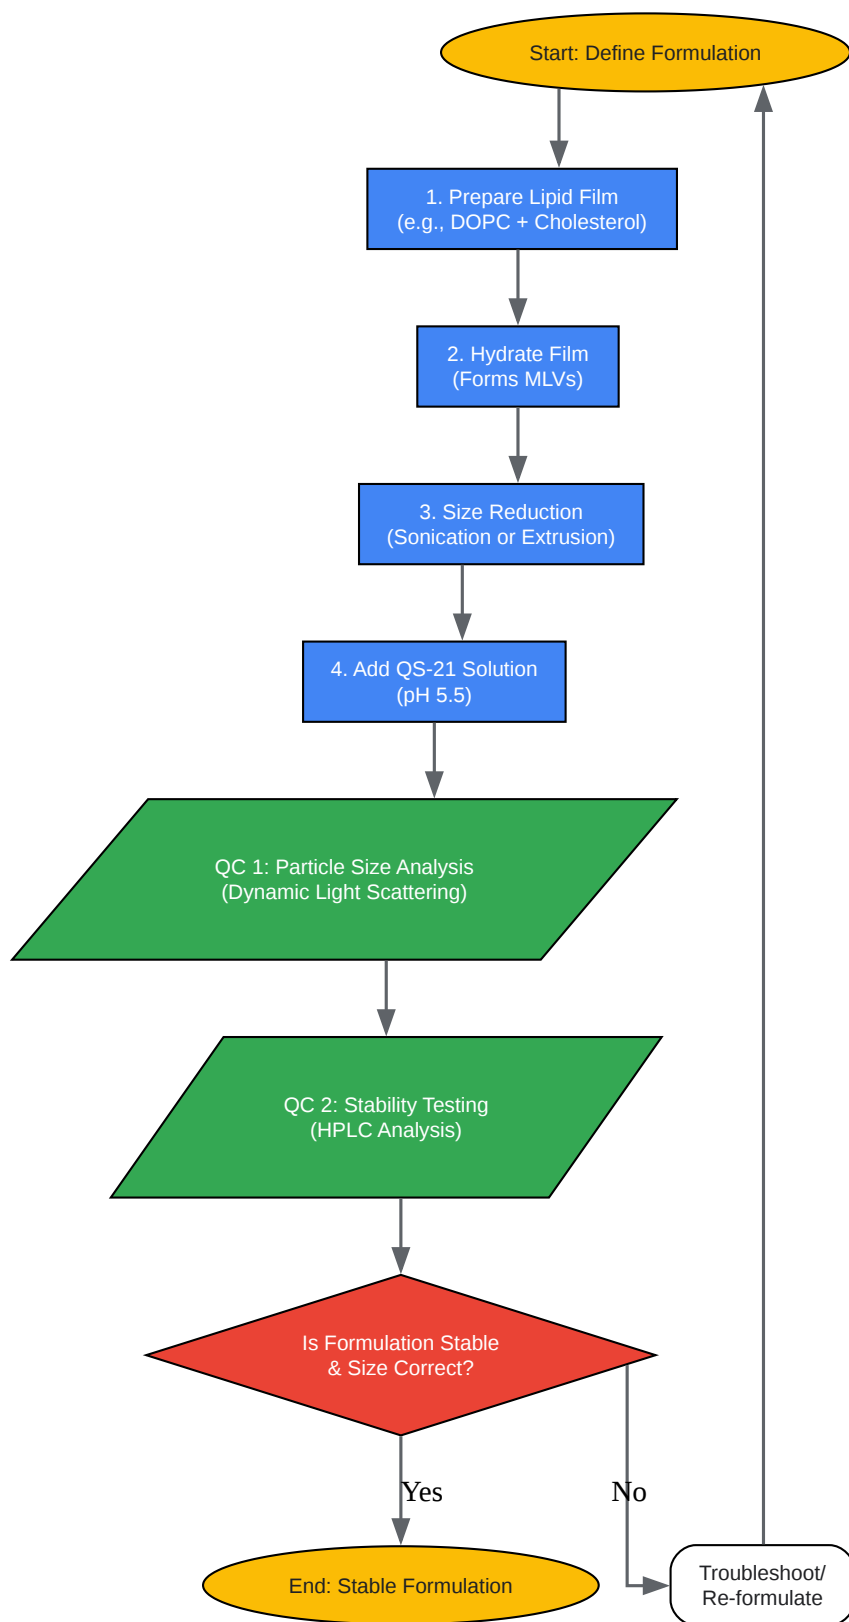 Start: Define Formulation
1. Prepare Lipid Film
(e.g., DOPC + Cholesterol)
2. Hydrate Film
(Forms MLVs)
3. Size Reduction
(Sonication or Extrusion)
4. Add QS-21 Solution
(pH 5.5)
QC 1: Particle Size Analysis
(Dynamic Light Scattering)
QC 2: Stability Testing
(HPLC Analysis)
Is Formulation Stable
& Size Correct?
Yes
No
End: Stable Formulation
Troubleshoot/
Re-formulate